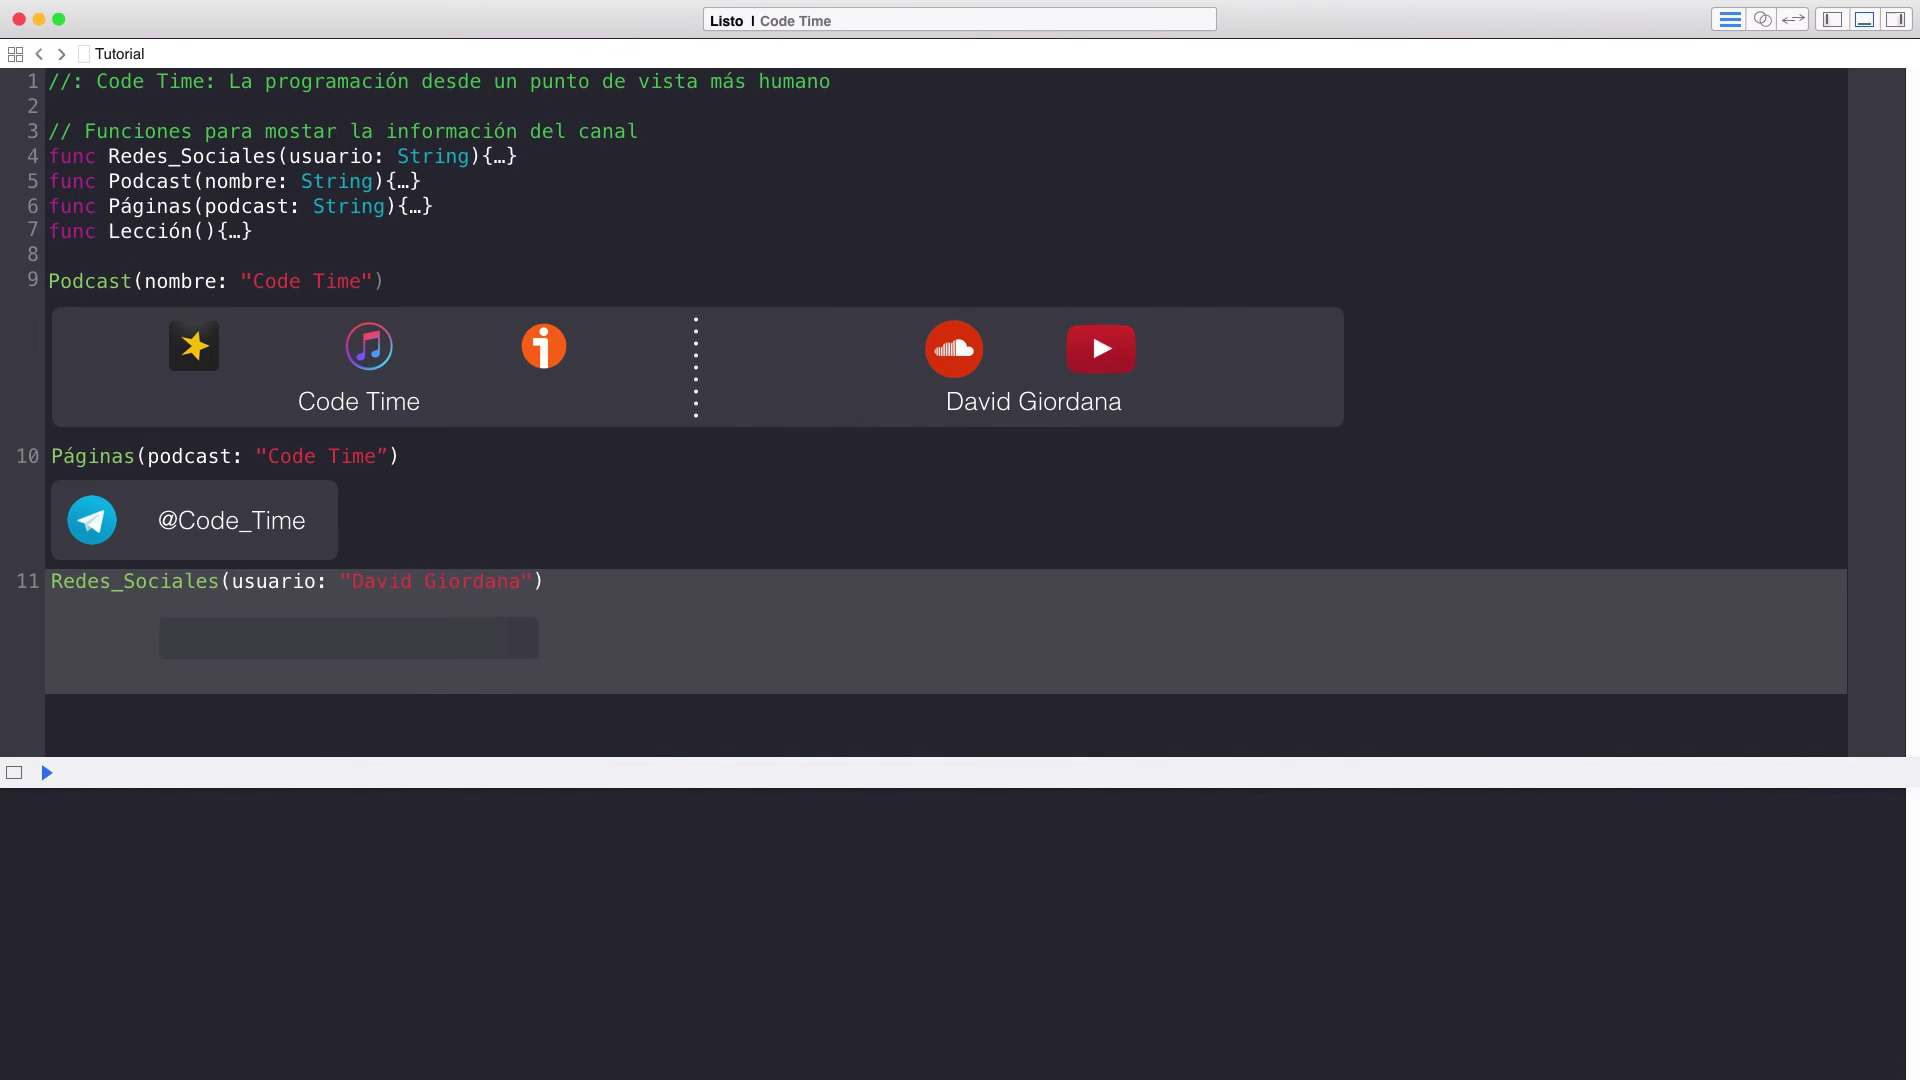 Listo | Code Time
Tutorial
1 //: Code Time: La programación desde un punto de vista más humano
2
3 // Funciones para mostar la información del canal
4 func Redes_Sociales(usuario: String){…}
5 func Podcast(nombre: String){…}
6 func Páginas(podcast: String){…}
7 func Lección(){…}
8
9 Podcast(nombre: "Code Time")
Code Time
David Giordana
10 Páginas(podcast: "Code Time”)
@Code_Time
11 Redes_Sociales(usuario: "David Giordana")